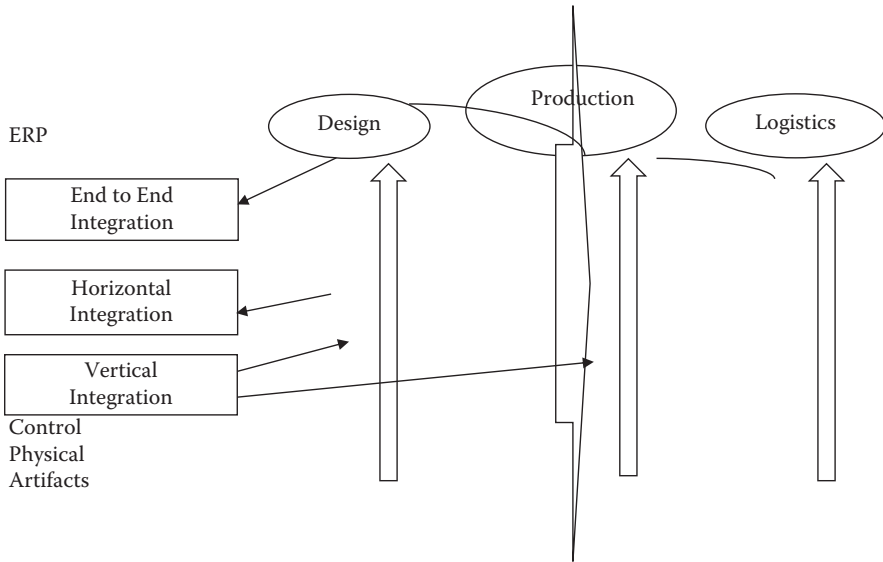 Production
Design
Logistics
ERP
End to End
Integration
Horizontal
Integration
Vertical
Integration
Control
Physical
Artifacts